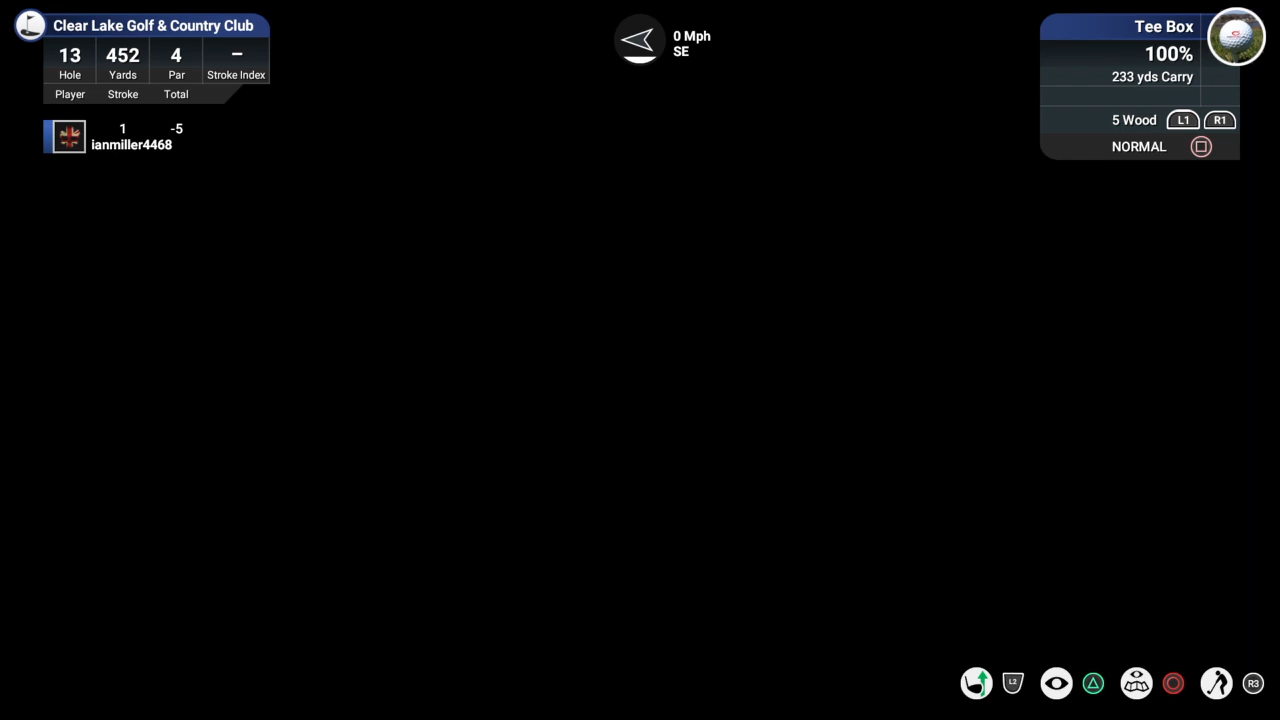 Clear Lake Golf & Country Club
13 452 4 –
Hole Yards Par Stroke Index
Player Stroke Total
1 -5
ianmiller4468
0 Mph
SE
Tee Box
100%
233 yds Carry
5 Wood L1 R1
NORMAL
L2 R3